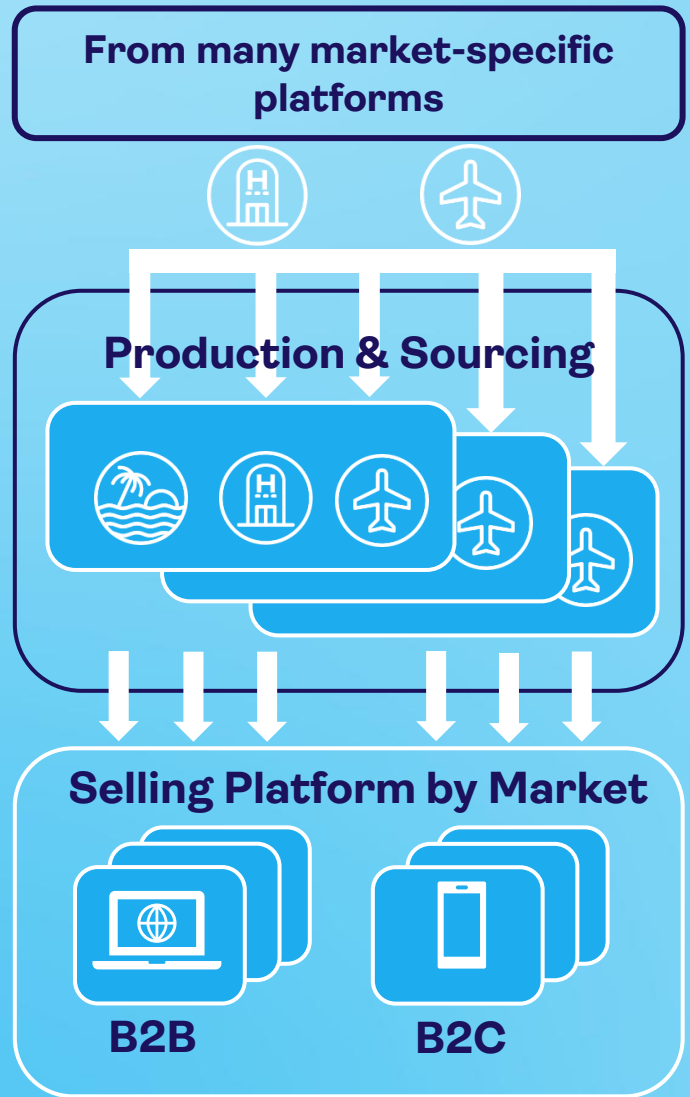 From many market-specific
platforms
H
Production & Sourcing
H
Selling Platform by Market
B2B
B2C